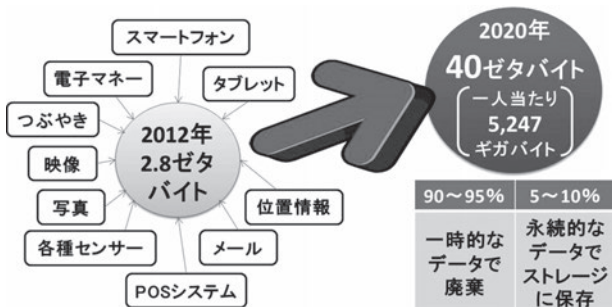 スマートフォン
電子マネー
タブレット
つぶやき
映像
写真
各種センサー
POSシステム
メール
位置情報
2012年
2.8ゼタ
バイト
2020年
40ゼタバイト
一人当たり
5,247
ギガバイト
90～95%
5～10%
一時的な
データで
廃棄
永続的な
データで
ストレージ
に保存